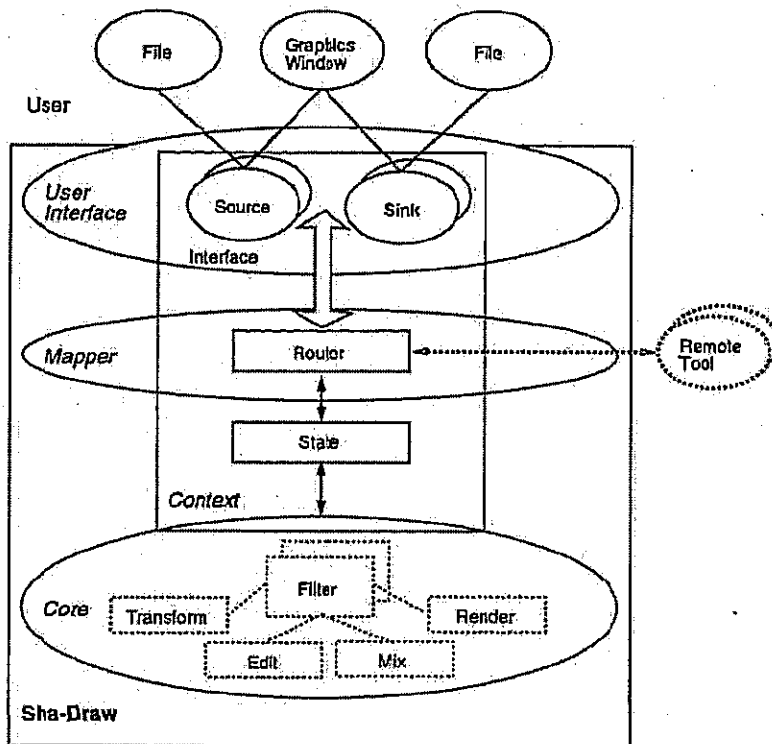 File
Graphics
Window
File
User
User
Interface
Source
Sink
Interface
Mapper
Router
Remote
Tool
State
Context
Core
Filter
Transform
Render
Edit
Mix
Sha-Draw